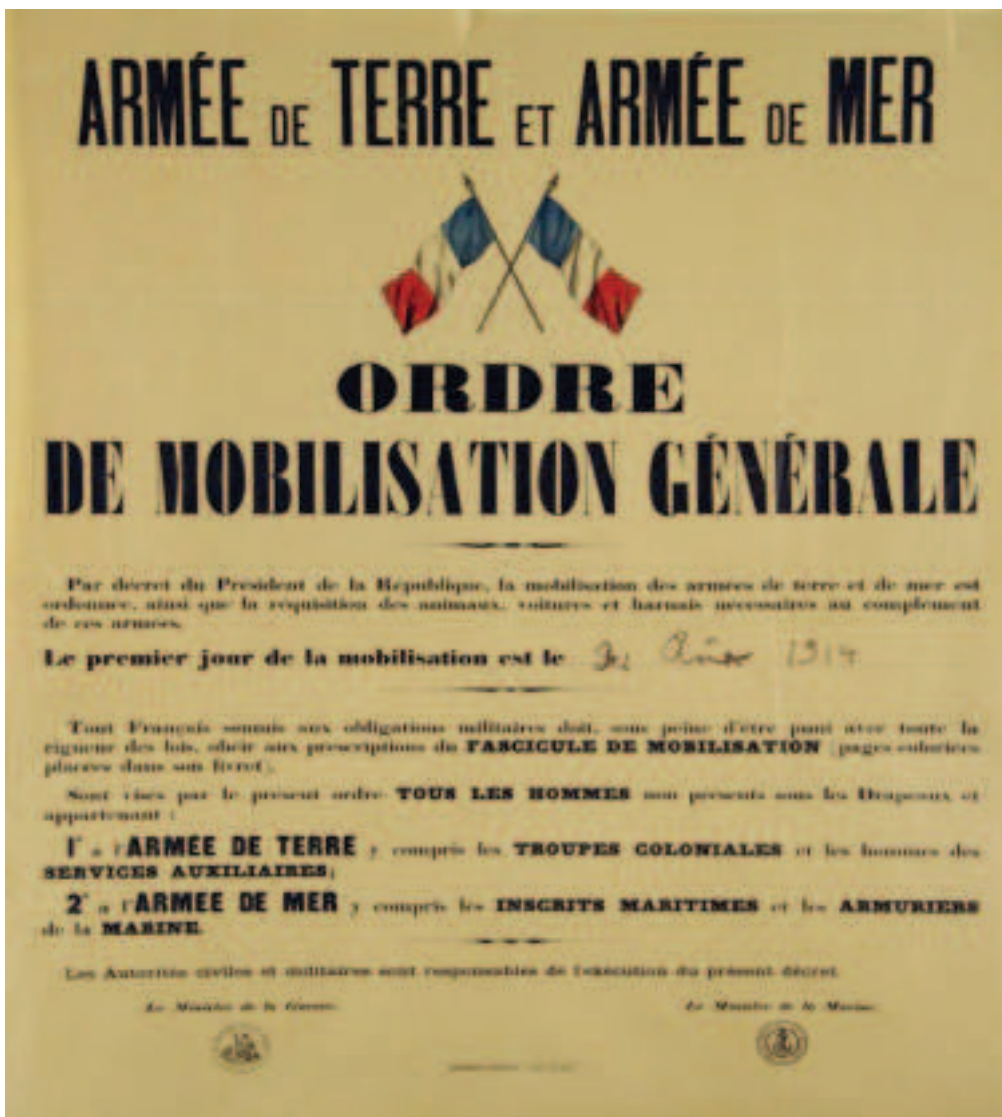 ARMÉE DE TERRE ET ARMÉE DE MER
ORDRE
DE MOBILISATION GÉNÉRALE
Par décret du Président de la République, la mobilisation des armées de terre et de mer est
ordonnée, ainsi que la réquisition des animaux, voitures et harnais nécessaires au complément
de ces armées.
Le premier jour de la mobilisation est le 1914
Tout Français soumis aux obligations militaires doit, sous peine d'être puni avec toute la
rigueur des lois, obéir aux prescriptions du FASCICULE DE MOBILISATION (pages coloriées
placées dans son livret).
Sont visés par le présent ordre TOUS LES HOMMES non présents sous les Drapeaux et
appartenant :
1° à l'ARMÉE DE TERRE y compris les TROUPES COLONIALES et les hommes des
SERVICES AUXILIAIRES;
2° à l'ARMÉE DE MER y compris les INSCRITS MARITIMES et les ARMURIERS
de la MARINE.
Les Autorités civiles et militaires sont responsables de l'exécution du présent décret.
Le Ministre de la Guerre,
Le Ministre de la Marine,